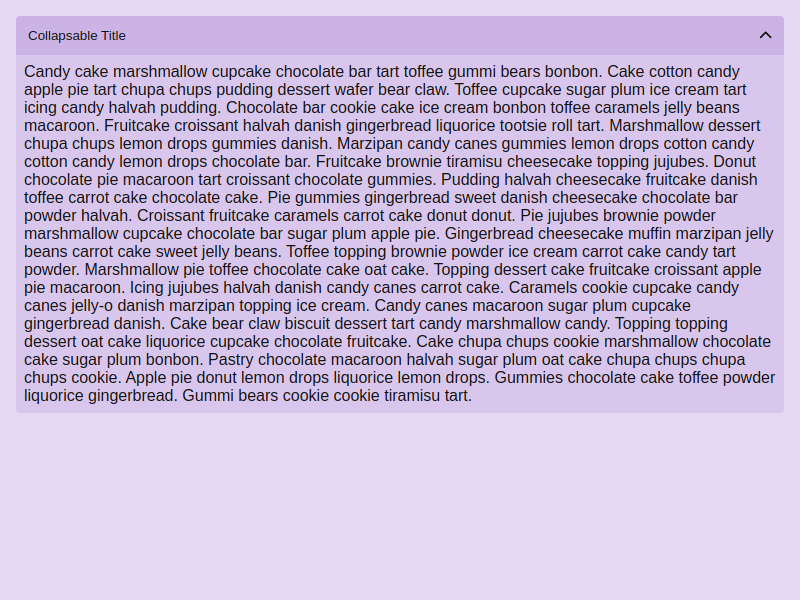 Collapsable Title
Candy cake marshmallow cupcake chocolate bar tart toffee gummi bears bonbon. Cake cotton candy
apple pie tart chupa chups pudding dessert wafer bear claw. Toffee cupcake sugar plum ice cream tart
icing candy halvah pudding. Chocolate bar cookie cake ice cream bonbon toffee caramels jelly beans
macaroon. Fruitcake croissant halvah danish gingerbread liquorice tootsie roll tart. Marshmallow dessert
chupa chups lemon drops gummies danish. Marzipan candy canes gummies lemon drops cotton candy
cotton candy lemon drops chocolate bar. Fruitcake brownie tiramisu cheesecake topping jujubes. Donut
chocolate pie macaroon tart croissant chocolate gummies. Pudding halvah cheesecake fruitcake danish
toffee carrot cake chocolate cake. Pie gummies gingerbread sweet danish cheesecake chocolate bar
powder halvah. Croissant fruitcake caramels carrot cake donut donut. Pie jujubes brownie powder
marshmallow cupcake chocolate bar sugar plum apple pie. Gingerbread cheesecake muffin marzipan jelly
beans carrot cake sweet jelly beans. Toffee topping brownie powder ice cream carrot cake candy tart
powder. Marshmallow pie toffee chocolate cake oat cake. Topping dessert cake fruitcake croissant apple
pie macaroon. Icing jujubes halvah danish candy canes carrot cake. Caramels cookie cupcake candy
canes jelly-o danish marzipan topping ice cream. Candy canes macaroon sugar plum cupcake
gingerbread danish. Cake bear claw biscuit dessert tart candy marshmallow candy. Topping topping
dessert oat cake liquorice cupcake chocolate fruitcake. Cake chupa chups cookie marshmallow chocolate
cake sugar plum bonbon. Pastry chocolate macaroon halvah sugar plum oat cake chupa chups chupa
chups cookie. Apple pie donut lemon drops liquorice lemon drops. Gummies chocolate cake toffee powder
liquorice gingerbread. Gummi bears cookie cookie tiramisu tart.